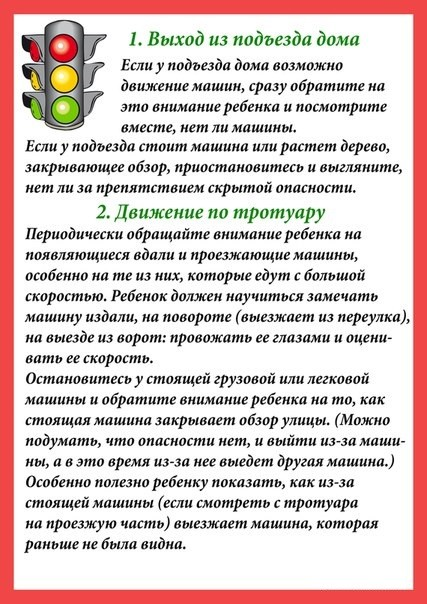 1. Выход из подъезда дома
Если у подъезда дома возможно
движение машин, сразу обратите на
это внимание ребенка и посмотрите
вместе, нет ли машины.
Если у подъезда стоит машина или растет дерево,
закрывающее обзор, приостановитесь и выгляните,
нет ли за препятствием скрытой опасности.
2. Движение по тротуару
Периодически обращайте внимание ребенка на
появляющиеся вдали и проезжающие машины,
особенно на те из них, которые едут с большой
скоростью. Ребенок должен научиться замечать
машину издали, на повороте (выезжает из переулка),
на выезде из ворот: провожать ее глазами и оцени-
вать ее скорость.
Остановитесь у стоящей грузовой или легковой
машины и обратите внимание ребенка на то, как
стоящая машина закрывает обзор улицы. (Можно
подумать, что опасности нет, и выйти из-за маши-
ны, а в это время из-за нее выедет другая машина.)
Особенно полезно ребенку показать, как из-за
стоящей машины (если смотреть с тротуара
на проезжую часть) выезжает машина, которая
раньше не была видна.